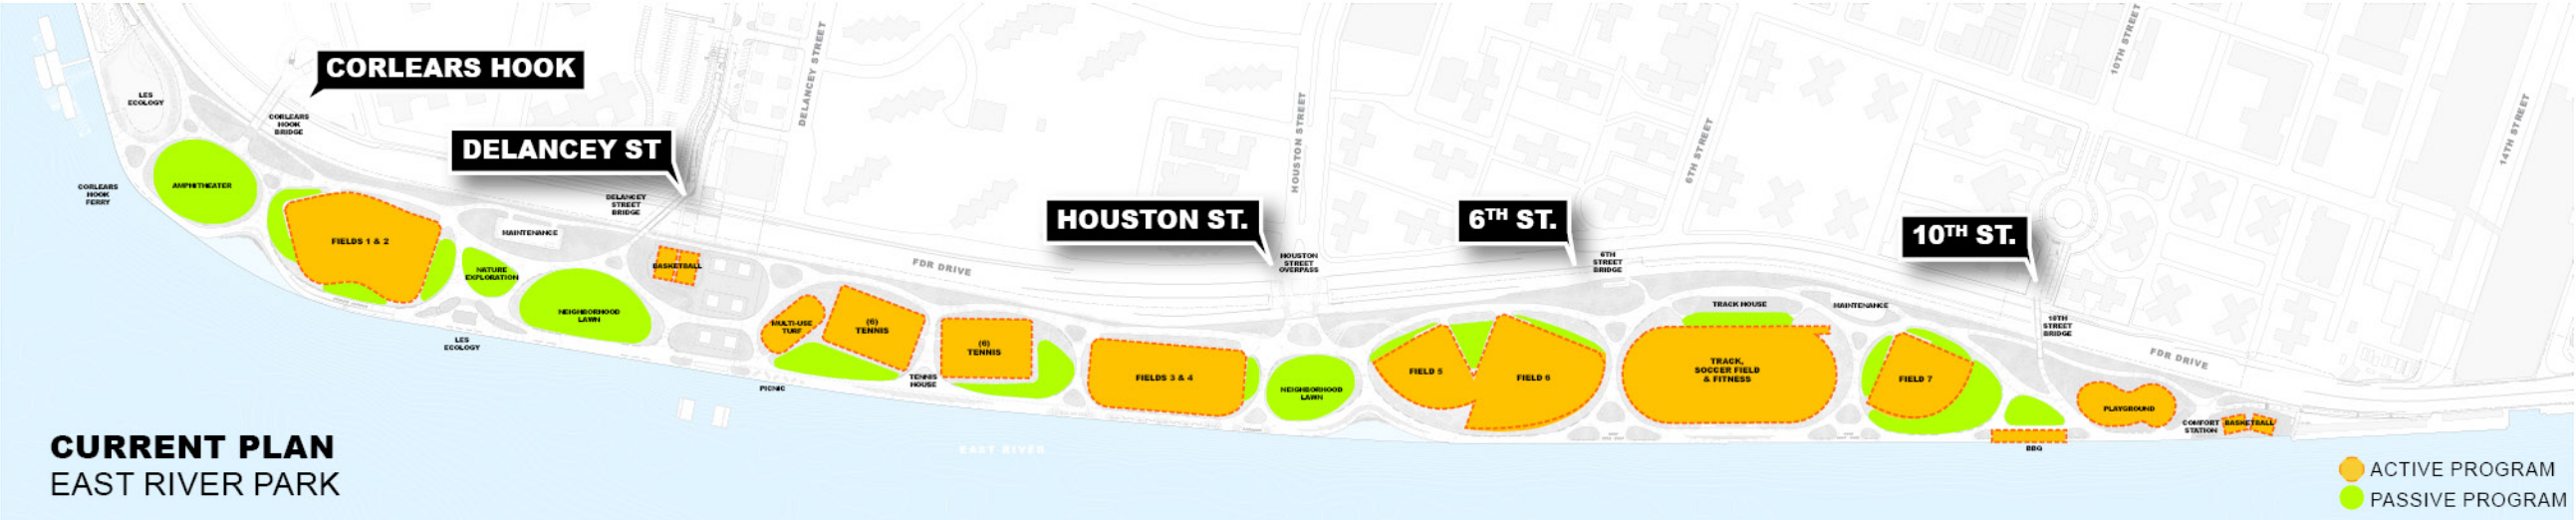 CORLEARS HOOK
DELANCEY ST
HOUSTON ST.
6TH ST.
10TH ST.
DELANCEY STREET
HOUSTON STREET
6TH STREET
10TH STREET
14TH STREET
LES
ECOLOGY
CORLEARS
HOOK
BRIDGE
AMPHITHEATER
CORLEARS
HOOK
FERRY
FIELDS 1 & 2
MAINTENANCE
NATURE
EXPLORATION
NEIGHBORHOOD
LAWN
LES
ECOLOGY
DELANCEY
STREET
BRIDGE
BASKETBALL
MULTI-USE
TURF
(6)
TENNIS
PICNIC
TENNIS
HOUSE
(6)
TENNIS
FDR DRIVE
FIELDS 3 & 4
HOUSTON
STREET
OVERPASS
NEIGHBORHOOD
LAWN
FIELD 5
FIELD 6
6TH
STREET
BRIDGE
TRACK HOUSE
TRACK,
SOCCER FIELD
& FITNESS
MAINTENANCE
FIELD 7
10TH
STREET
BRIDGE
FDR DRIVE
BBQ
PLAYGROUND
COMFORT
STATION
BASKETBALL
EAST RIVER
CURRENT PLAN
EAST RIVER PARK
ACTIVE PROGRAM
PASSIVE PROGRAM